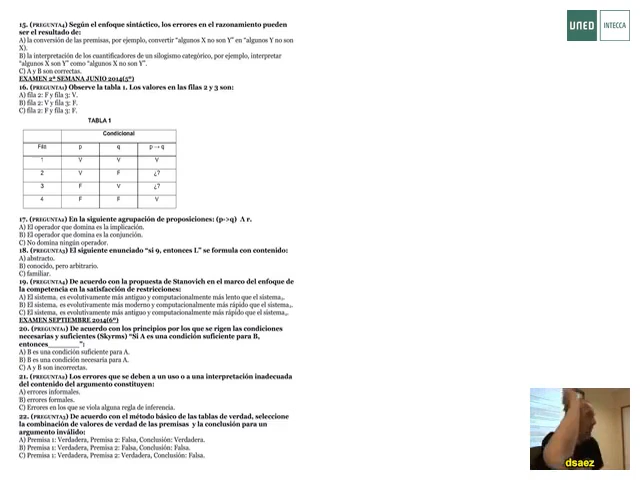 15. (PREGUNTA4) Según el enfoque sintáctico, los errores en el razonamiento pueden
ser el resultado de:
A) la conversión de las premisas, por ejemplo, convertir “algunos X no son Y” en “algunos Y no son
X).
B) la interpretación de los cuantificadores de un silogismo categórico, por ejemplo, interpretar
“algunos X son Y” como “algunos X no son Y”.
C) A y B son correctas.
EXAMEN 2ª SEMANA JUNIO 2014(5º)
16. (PREGUNTA1) Observe la tabla 1. Los valores en las filas 2 y 3 son:
A) fila 2: F y fila 3: V.
B) fila 2: V y fila 3: F.
C) fila 2: F y fila 3: F.
TABLA 1
Condicional
Fila p q p→q
1 V V V
2 V F ¿?
3 F V ¿?
4 F F V
17. (PREGUNTA2) En la siguiente agrupación de proposiciones: (p->q) Λ r.
A) El operador que domina es la implicación.
B) El operador que domina es la conjunción.
C) No domina ningún operador.
18. (PREGUNTA3) El siguiente enunciado “si 9, entonces L” se formula con contenido:
A) abstracto.
B) conocido, pero arbitrario.
C) familiar.
19. (PREGUNTA4) De acuerdo con la propuesta de Stanovich en el marco del enfoque de
la competencia en la satisfacción de restricciones:
A) El sistema, es evolutivamente más antiguo y computacionalmente más lento que el sistema
B) El sistema, es evolutivamente más moderno y computacionalmente más rápido que el sistema
C) El sistema, es evolutivamente más antiguo y computacionalmente más rápido que el sistema
EXAMEN SEPTIEMBRE 2014(6º)
20. (PREGUNTA1) De acuerdo con los principios por los que se rigen las condiciones
necesarias y suficientes (Skyrms) “Si A es una condición suficiente para B,
entonces_______”:
A) B es una condición suficiente para A.
B) B es una condición necesaria para A.
C) A y B son incorrectas.
21. (PREGUNTA2) Los errores que se deben a un uso o a una interpretación inadecuada
del contenido del argumento constituyen:
A) errores informales.
B) errores formales.
C) Errores en los que se viola alguna regla de inferencia.
22. (PREGUNTA3) De acuerdo con el método básico de las tablas de verdad, seleccione
la combinación de valores de verdad de las premisas y la conclusión para un
argumento inválido:
A) Premisa 1: Verdadera, Premisa 2: Falsa, Conclusión: Verdadera.
B) Premisa 1: Verdadera, Premisa 2: Falsa, Conclusión: Falsa.
C) Premisa 1: Verdadera, Premisa 2: Verdadera, Conclusión: Falsa.
UNED INTECCA
dsaez